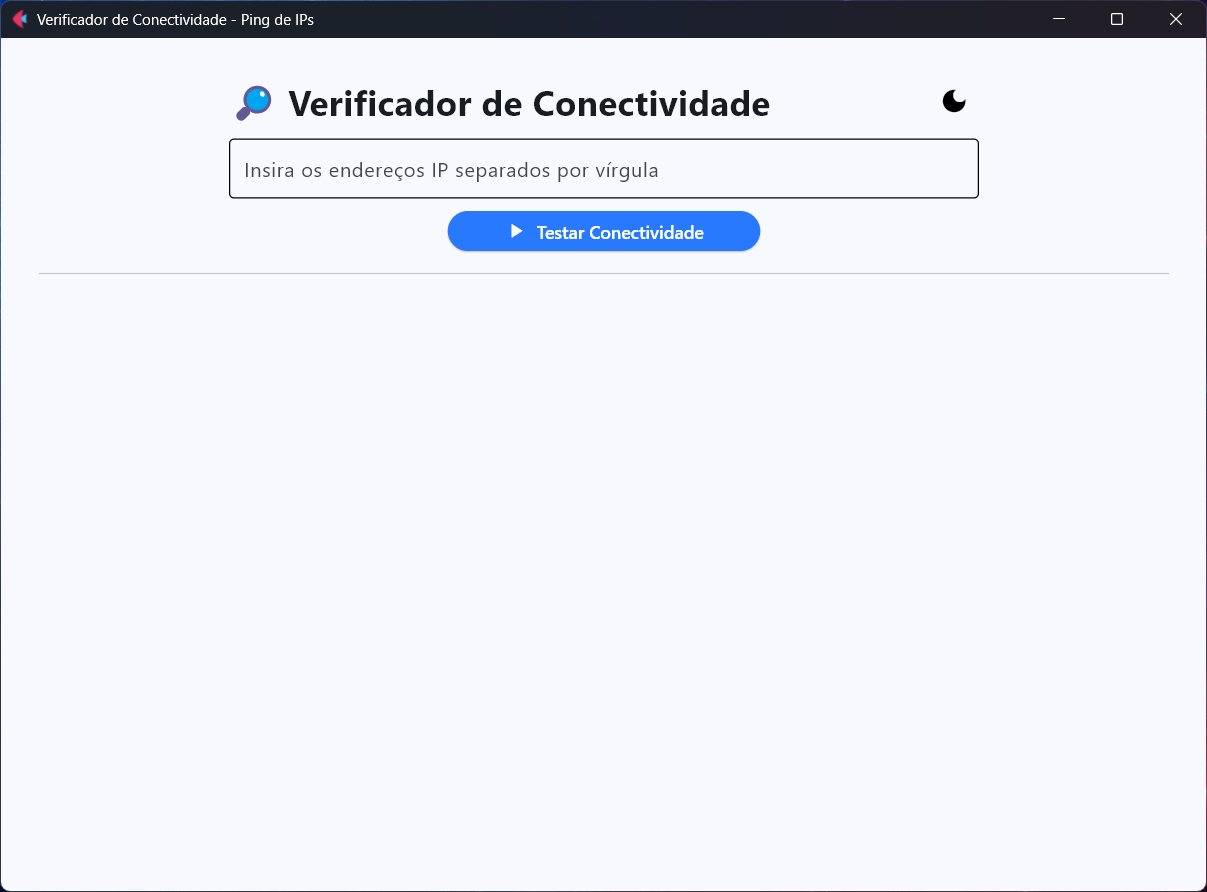 Verificador de Conectividade - Ping de IPs
Verificador de Conectividade
Insira os endereços IP separados por vírgula
Testar Conectividade